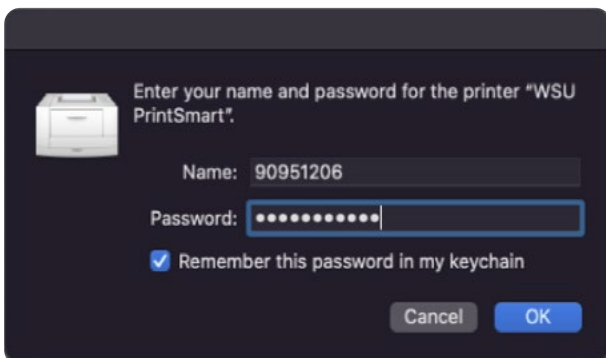 Enter your name and password for the printer “WSU
PrintSmart”.
Name: 90951206
Password: •••••••••••
Remember this password in my keychain
Cancel OK